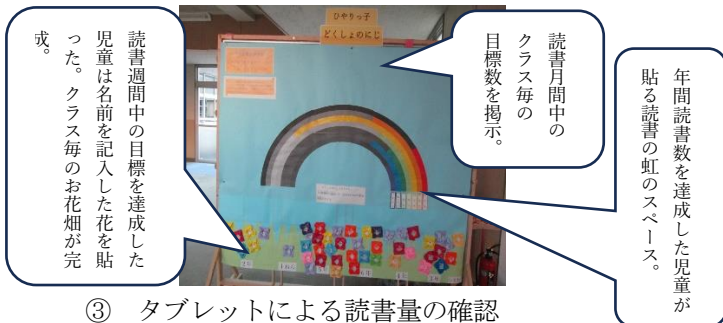 年間読書数を達成した児童が
貼る読書の虹のスペース。
読書月間中の
クラス毎の
目標数を掲示。
ひやりっ子
どくしょのにじ
読書週間中の目標を達成した
児童は名前を記入した花を貼
った。クラス毎のお花畑が完
成。
③ タブレットによる読書量の確認